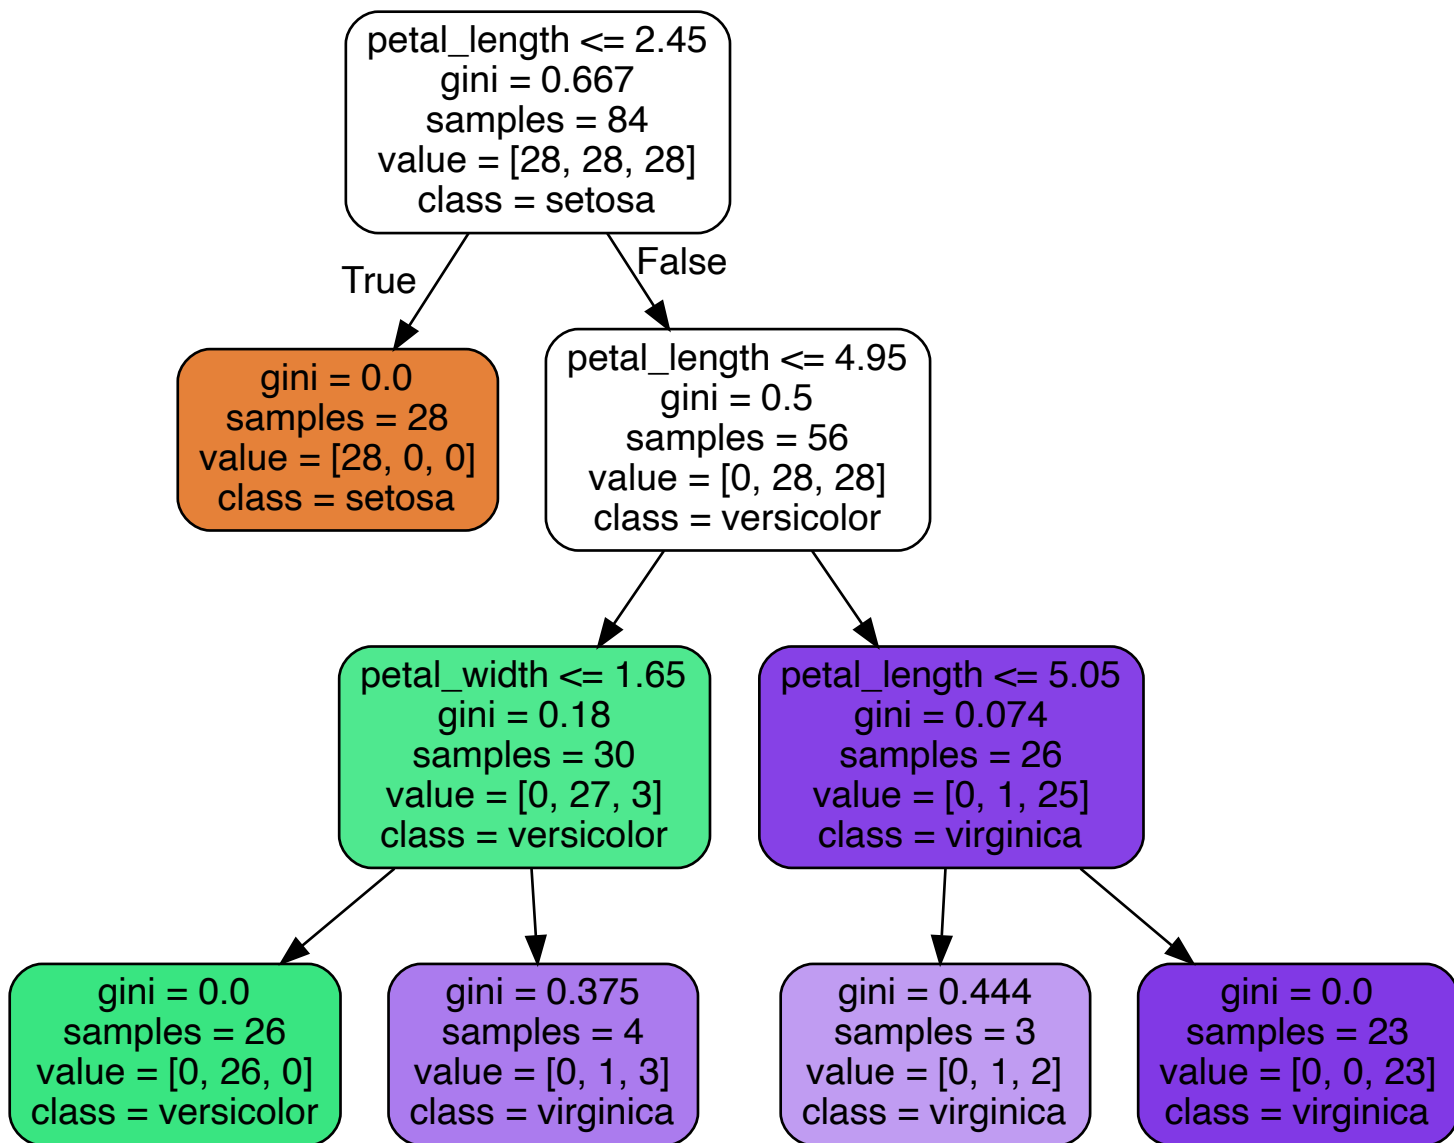 petal_length <= 2.45
gini = 0.667
samples = 84
value = [28, 28, 28]
class = setosa
True
False
gini = 0.0
samples = 28
value = [28, 0, 0]
class = setosa
petal_length <= 4.95
gini = 0.5
samples = 56
value = [0, 28, 28]
class = versicolor
petal_width <= 1.65
gini = 0.18
samples = 30
value = [0, 27, 3]
class = versicolor
petal_length <= 5.05
gini = 0.074
samples = 26
value = [0, 1, 25]
class = virginica
gini = 0.0
samples = 26
value = [0, 26, 0]
class = versicolor
gini = 0.375
samples = 4
value = [0, 1, 3]
class = virginica
gini = 0.444
samples = 3
value = [0, 1, 2]
class = virginica
gini = 0.0
samples = 23
value = [0, 0, 23]
class = virginica